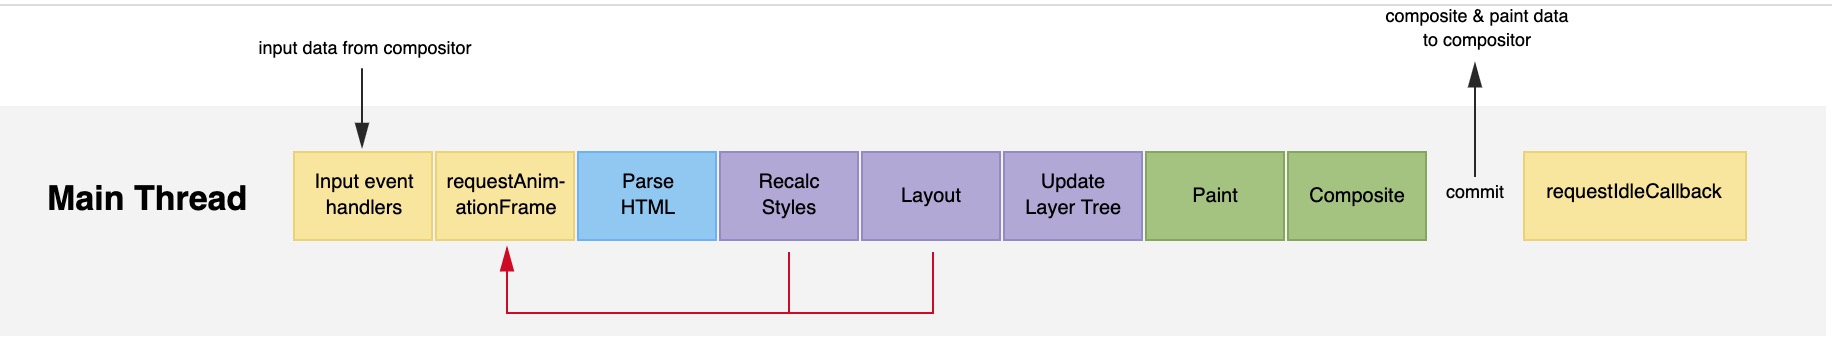 composite & paint data
to compositor
input data from compositor
Main Thread
Input event
handlers
requestAnim-
ationFrame
Parse
HTML
Recalc
Styles
Layout
Update
Layer Tree
Paint
Composite
commit
requestIdleCallback